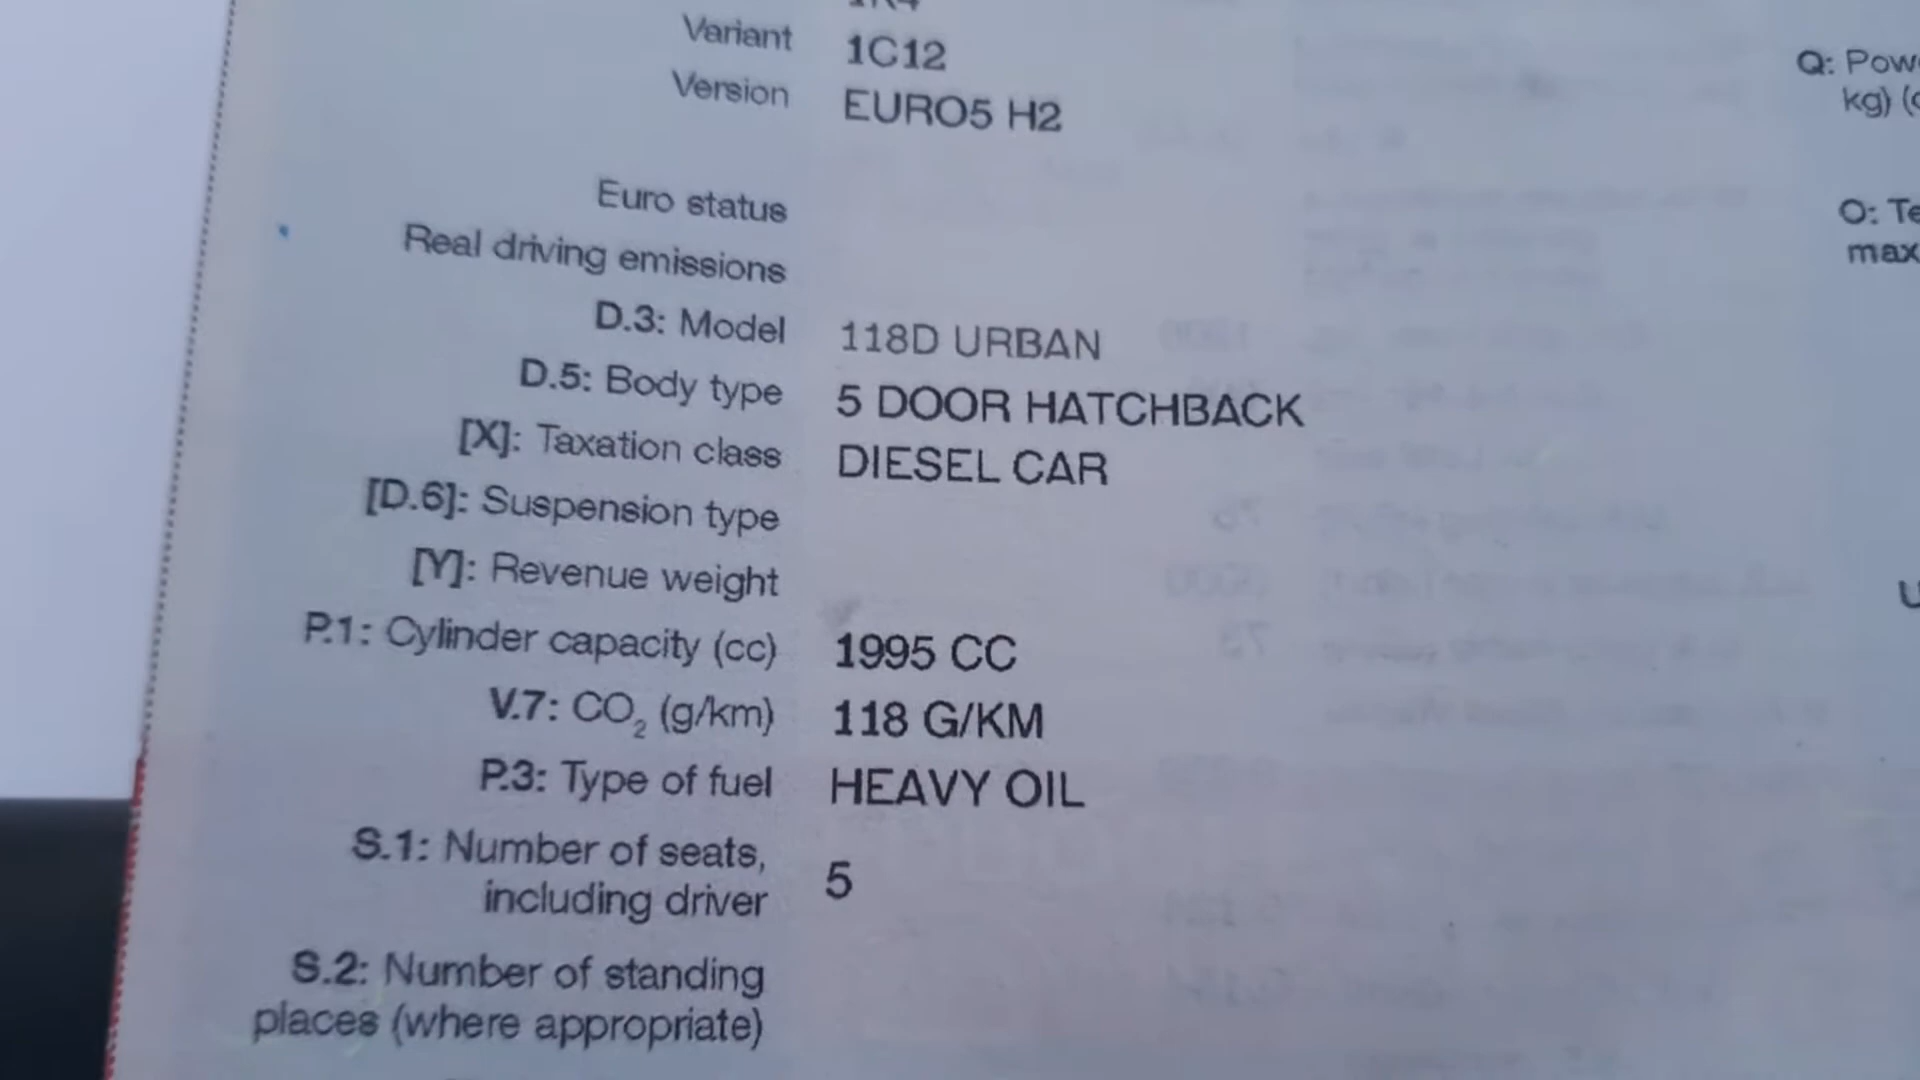 Variant 1C12
Version EURO5 H2
Euro status
Real driving emissions
D.3: Model 118D URBAN
D.5: Body type 5 DOOR HATCHBACK
[X]: Taxation class DIESEL CAR
[D.6]: Suspension type
[Y]: Revenue weight
P.1: Cylinder capacity (cc) 1995 CC
V.7: CO₂ (g/km) 118 G/KM
P.3: Type of fuel HEAVY OIL
S.1: Number of seats,
including driver 5
S.2: Number of standing
places (where appropriate)
Q:
kg)
O:
max